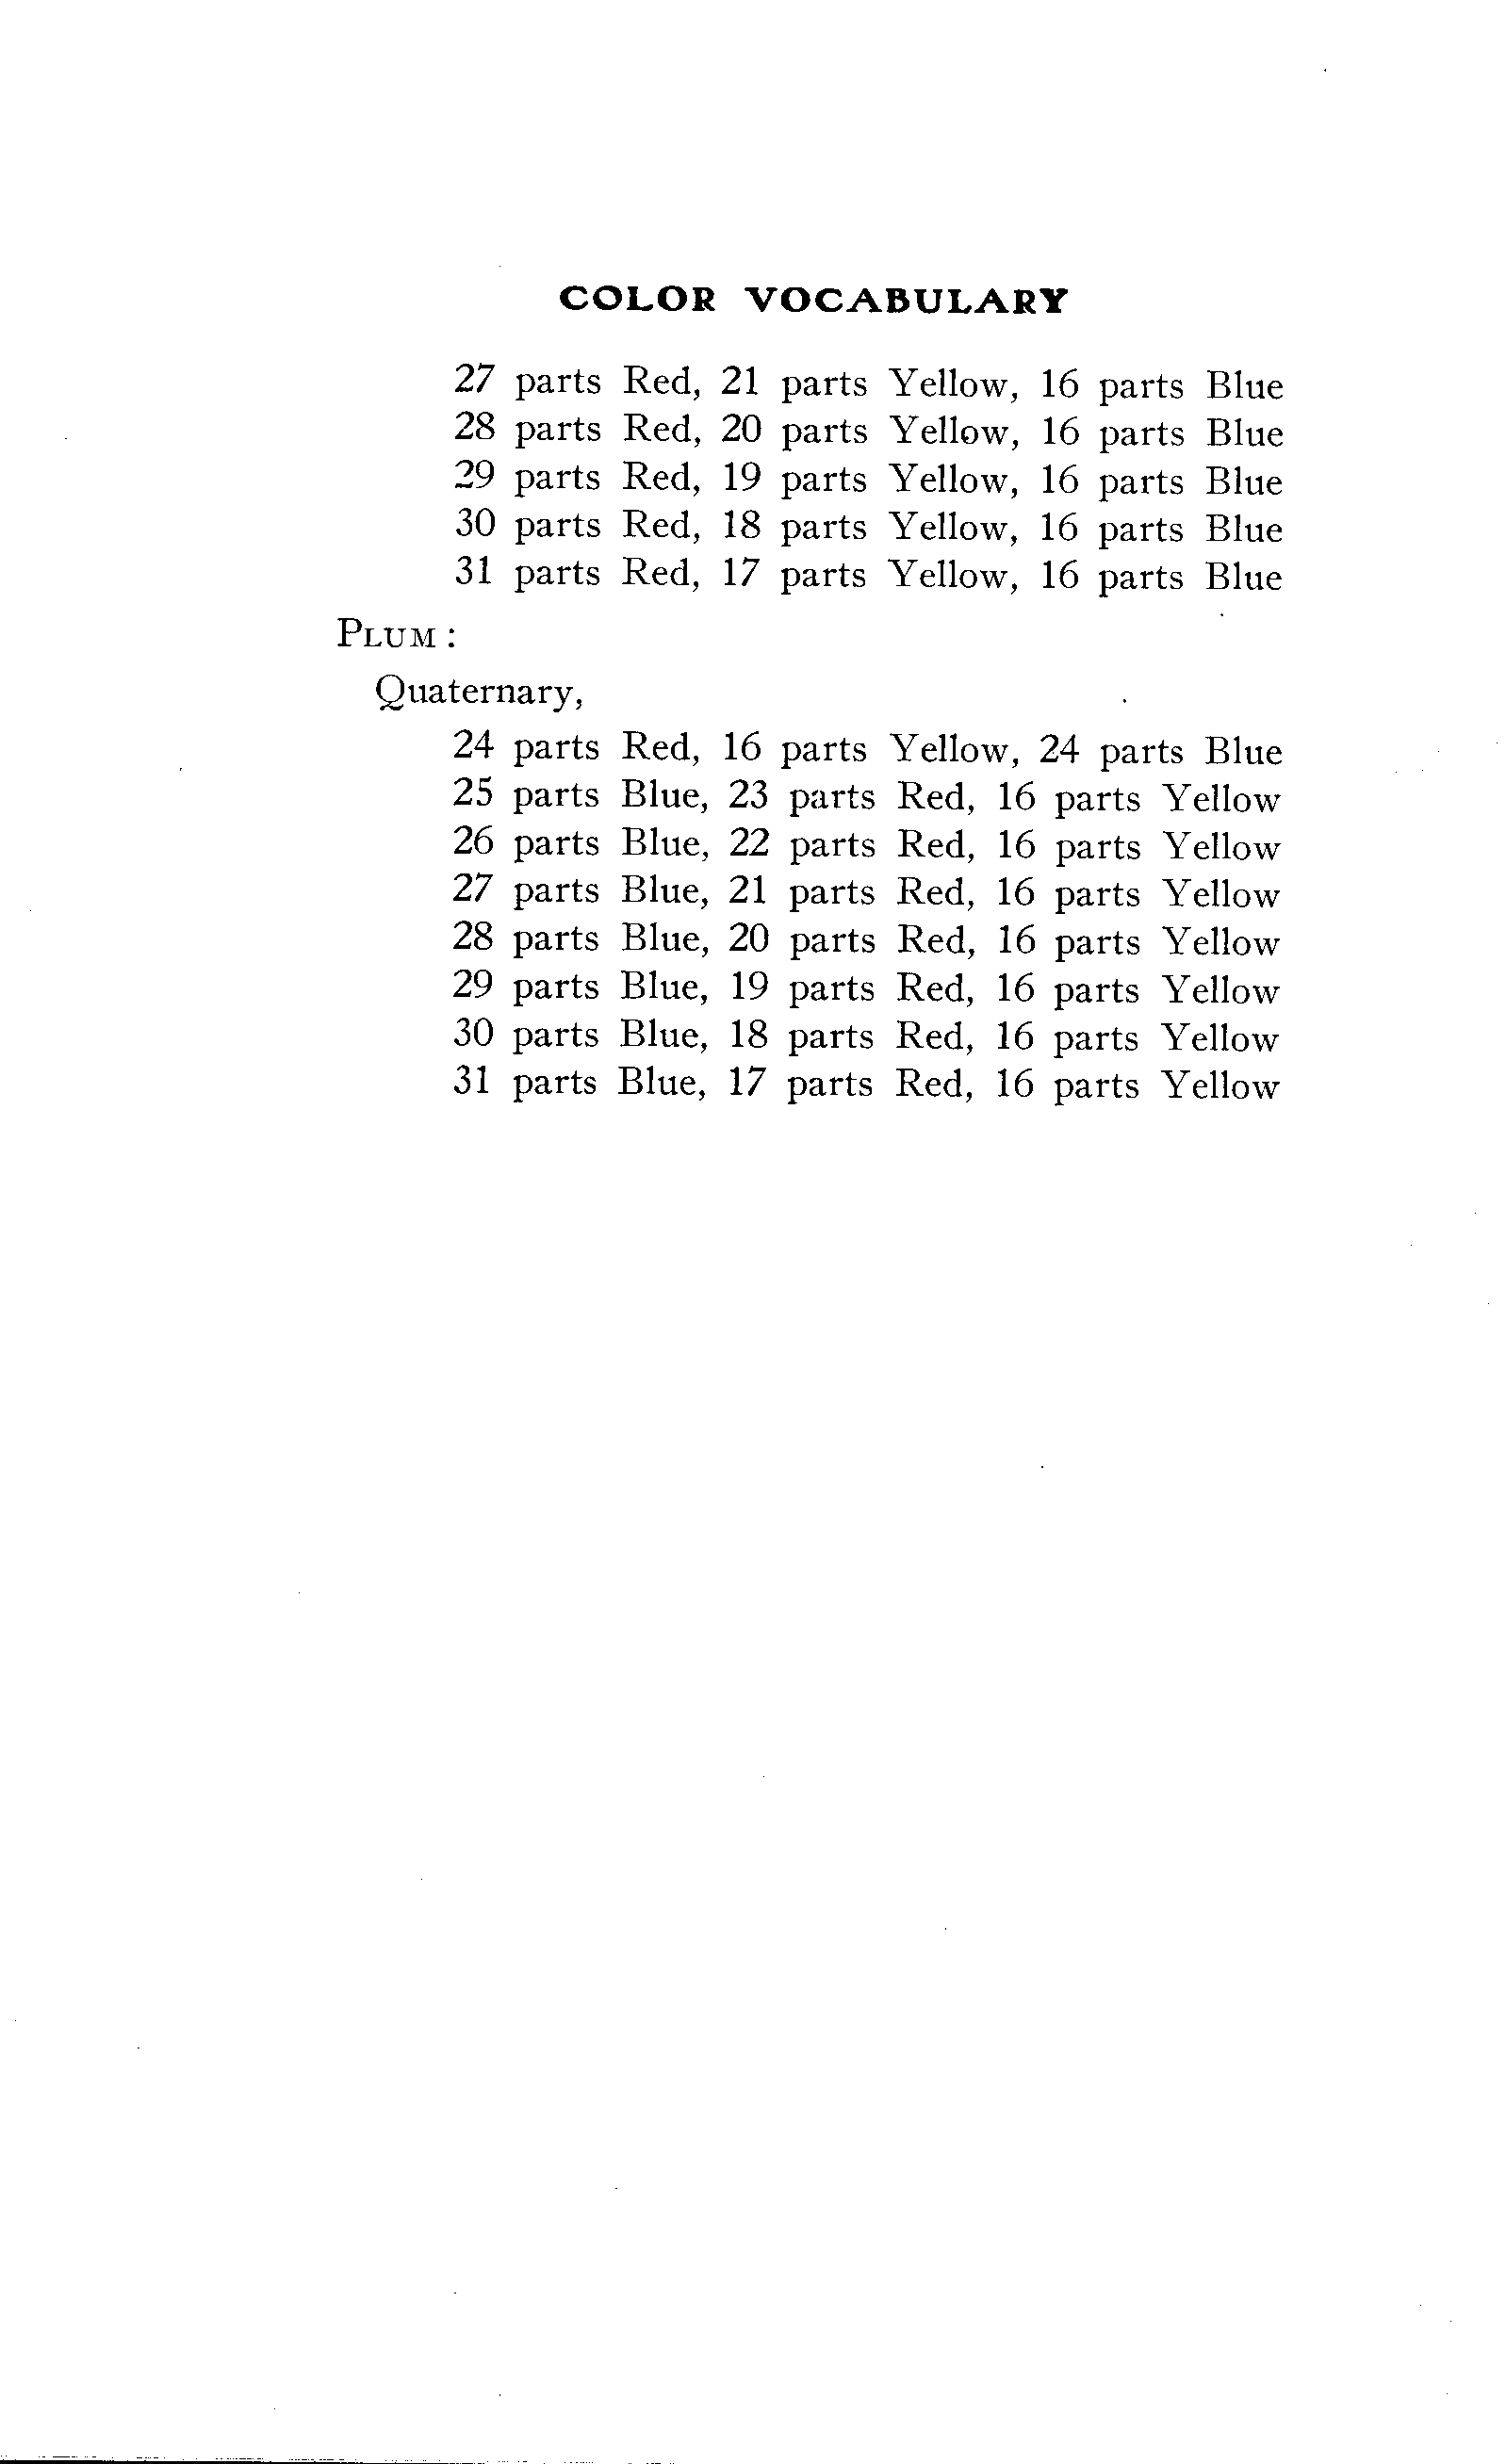 COLOR VOCABULARY
27 parts Red, 21 parts Yellow, 16 parts Blue
28 parts Red, 20 parts Yellow, 16 parts Blue
29 parts Red, 19 parts Yellow, 16 parts Blue
30 parts Red, 18 parts Yellow, 16 parts Blue
31 parts Red, 17 parts Yellow, 16 parts Blue
PLUM :
Quaternary,
24 parts Red, 16 parts Yellow, 24 parts Blue
25 parts Blue, 23 parts Red, 16 parts Yellow
26 parts Blue, 22 parts Red, 16 parts Yellow
27 parts Blue, 21 parts Red, 16 parts Yellow
28 parts Blue, 20 parts Red, 16 parts Yellow
29 parts Blue, 19 parts Red, 16 parts Yellow
30 parts Blue, 18 parts Red, 16 parts Yellow
31 parts Blue, 17 parts Red, 16 parts Yellow